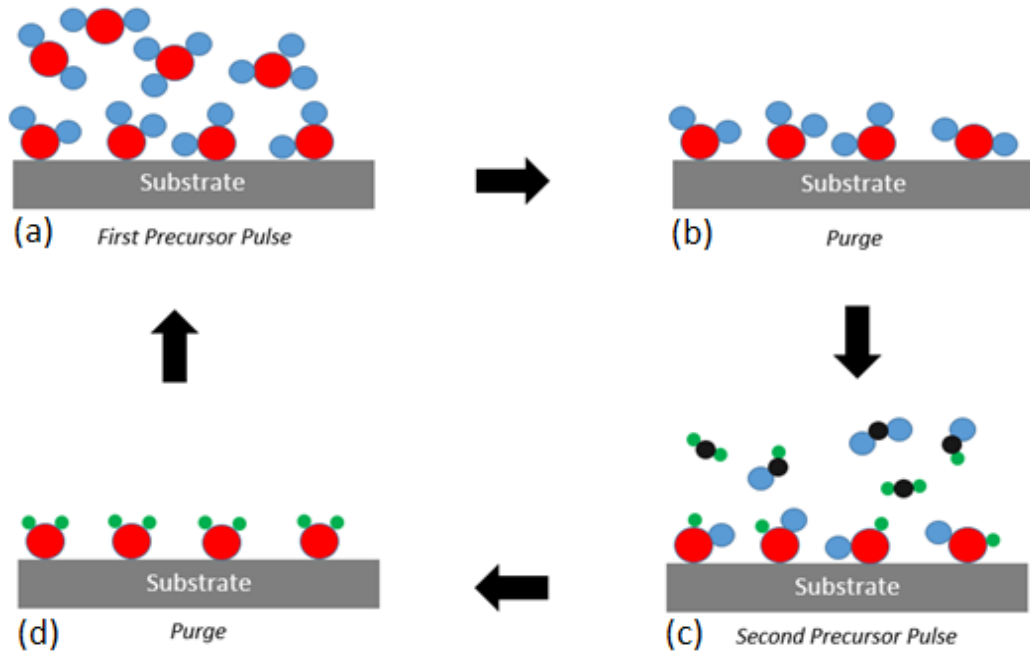 Substrate
(a)
First Precursor Pulse
Substrate
(b)
Purge
Substrate
(c)
Second Precursor Pulse
Substrate
(d)
Purge